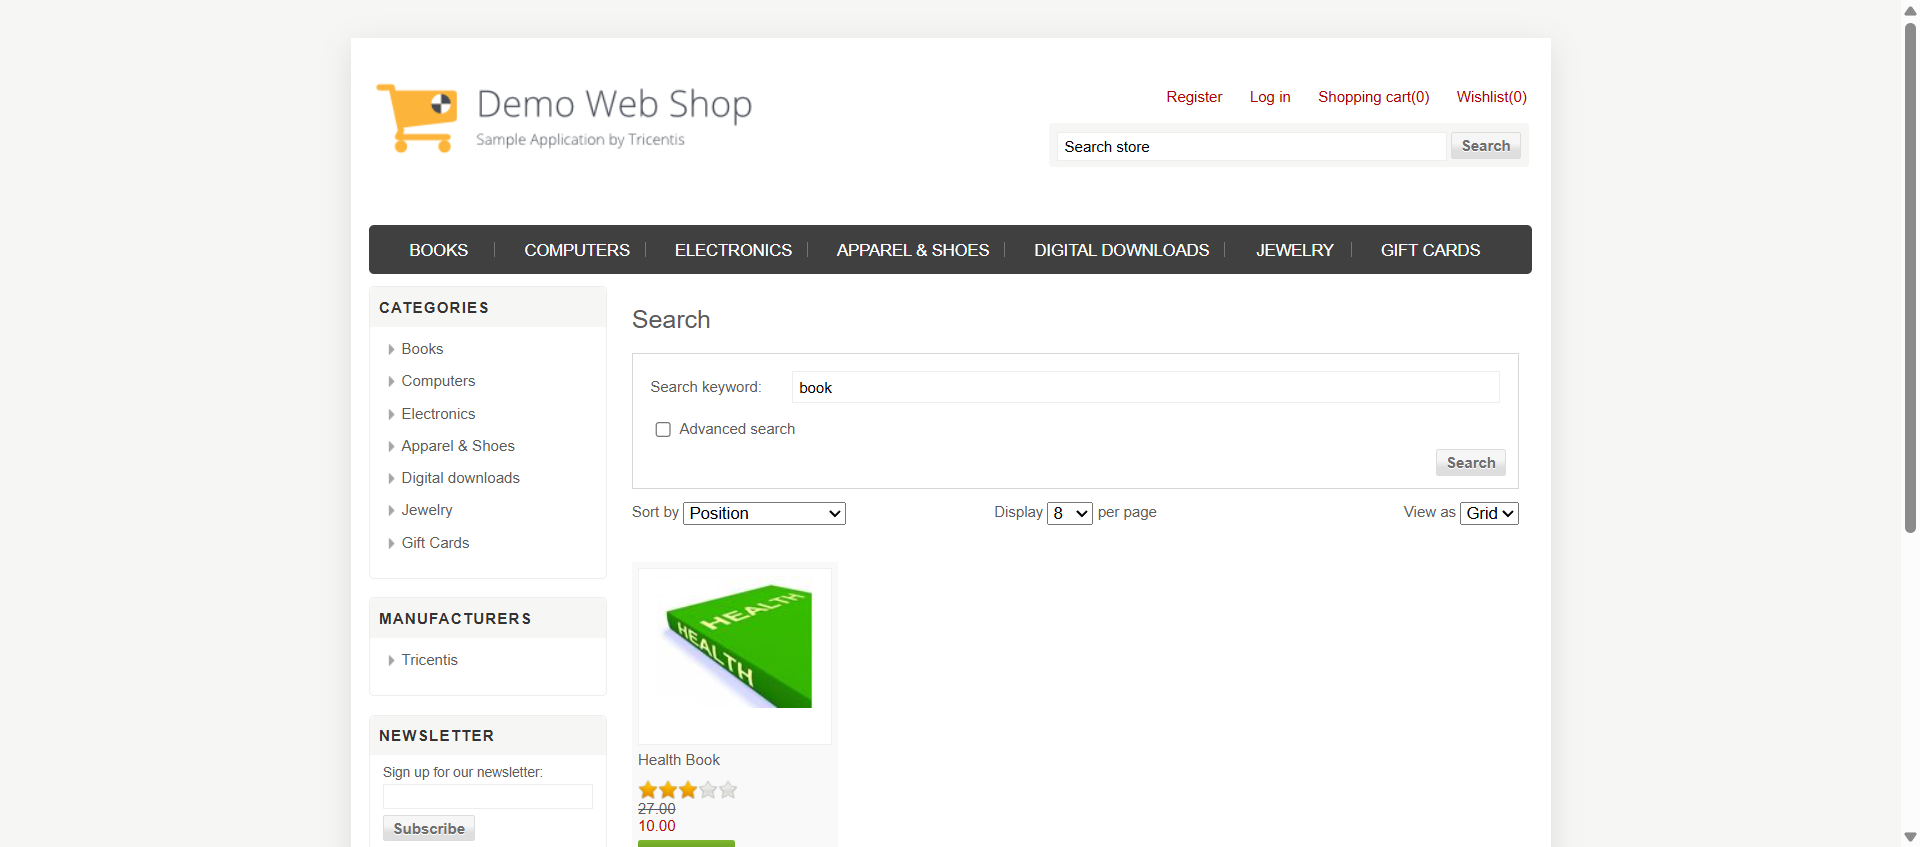 Demo Web Shop
Sample Application by Tricentis
Register Log in Shopping cart(0) Wishlist(0)
Search store Search
BOOKS COMPUTERS ELECTRONICS APPAREL & SHOES DIGITAL DOWNLOADS JEWELRY GIFT CARDS
CATEGORIES
Books
Computers
Electronics
Apparel & Shoes
Digital downloads
Jewelry
Gift Cards
MANUFACTURERS
Tricentis
NEWSLETTER
Sign up for our newsletter:
Subscribe
Search
Search keyword: book
Advanced search
Search
Sort by Position Display 8 per page View as Grid
HEALTH
HEALTH
Health Book
27.00
10.00